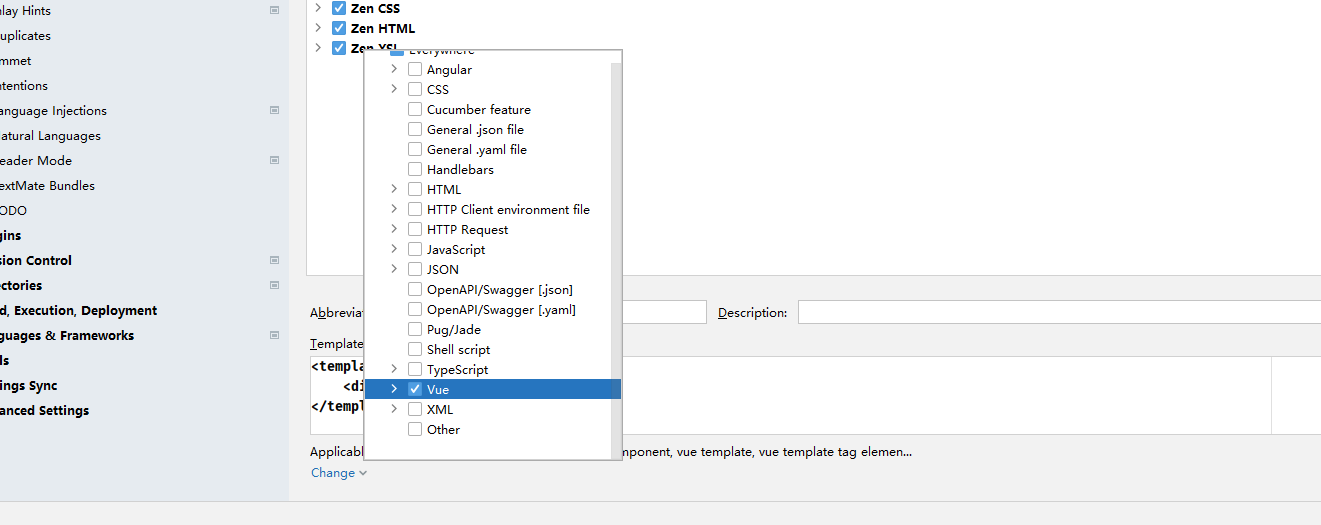 nlay Hints
uplicates
mmet
ntentions
anguage Injections
atural Languages
eader Mode
extMate Bundles
ODO
gins
sion Control
ectories
d, Execution, Deployment
guages & Frameworks
ls
ings Sync
anced Settings
Zen CSS
Zen HTML
Zen XSL
Everywhere
Angular
CSS
Cucumber feature
General .json file
General .yaml file
Handlebars
HTML
HTTP Client environment file
HTTP Request
JavaScript
JSON
OpenAPI/Swagger [.json]
OpenAPI/Swagger [.yaml]
Pug/Jade
Shell script
TypeScript
Vue
XML
Other
Abbrevia
Description:
Template
<templa
<di
</templ
Applicabl
mponent, vue template, vue template tag elemen...
Change